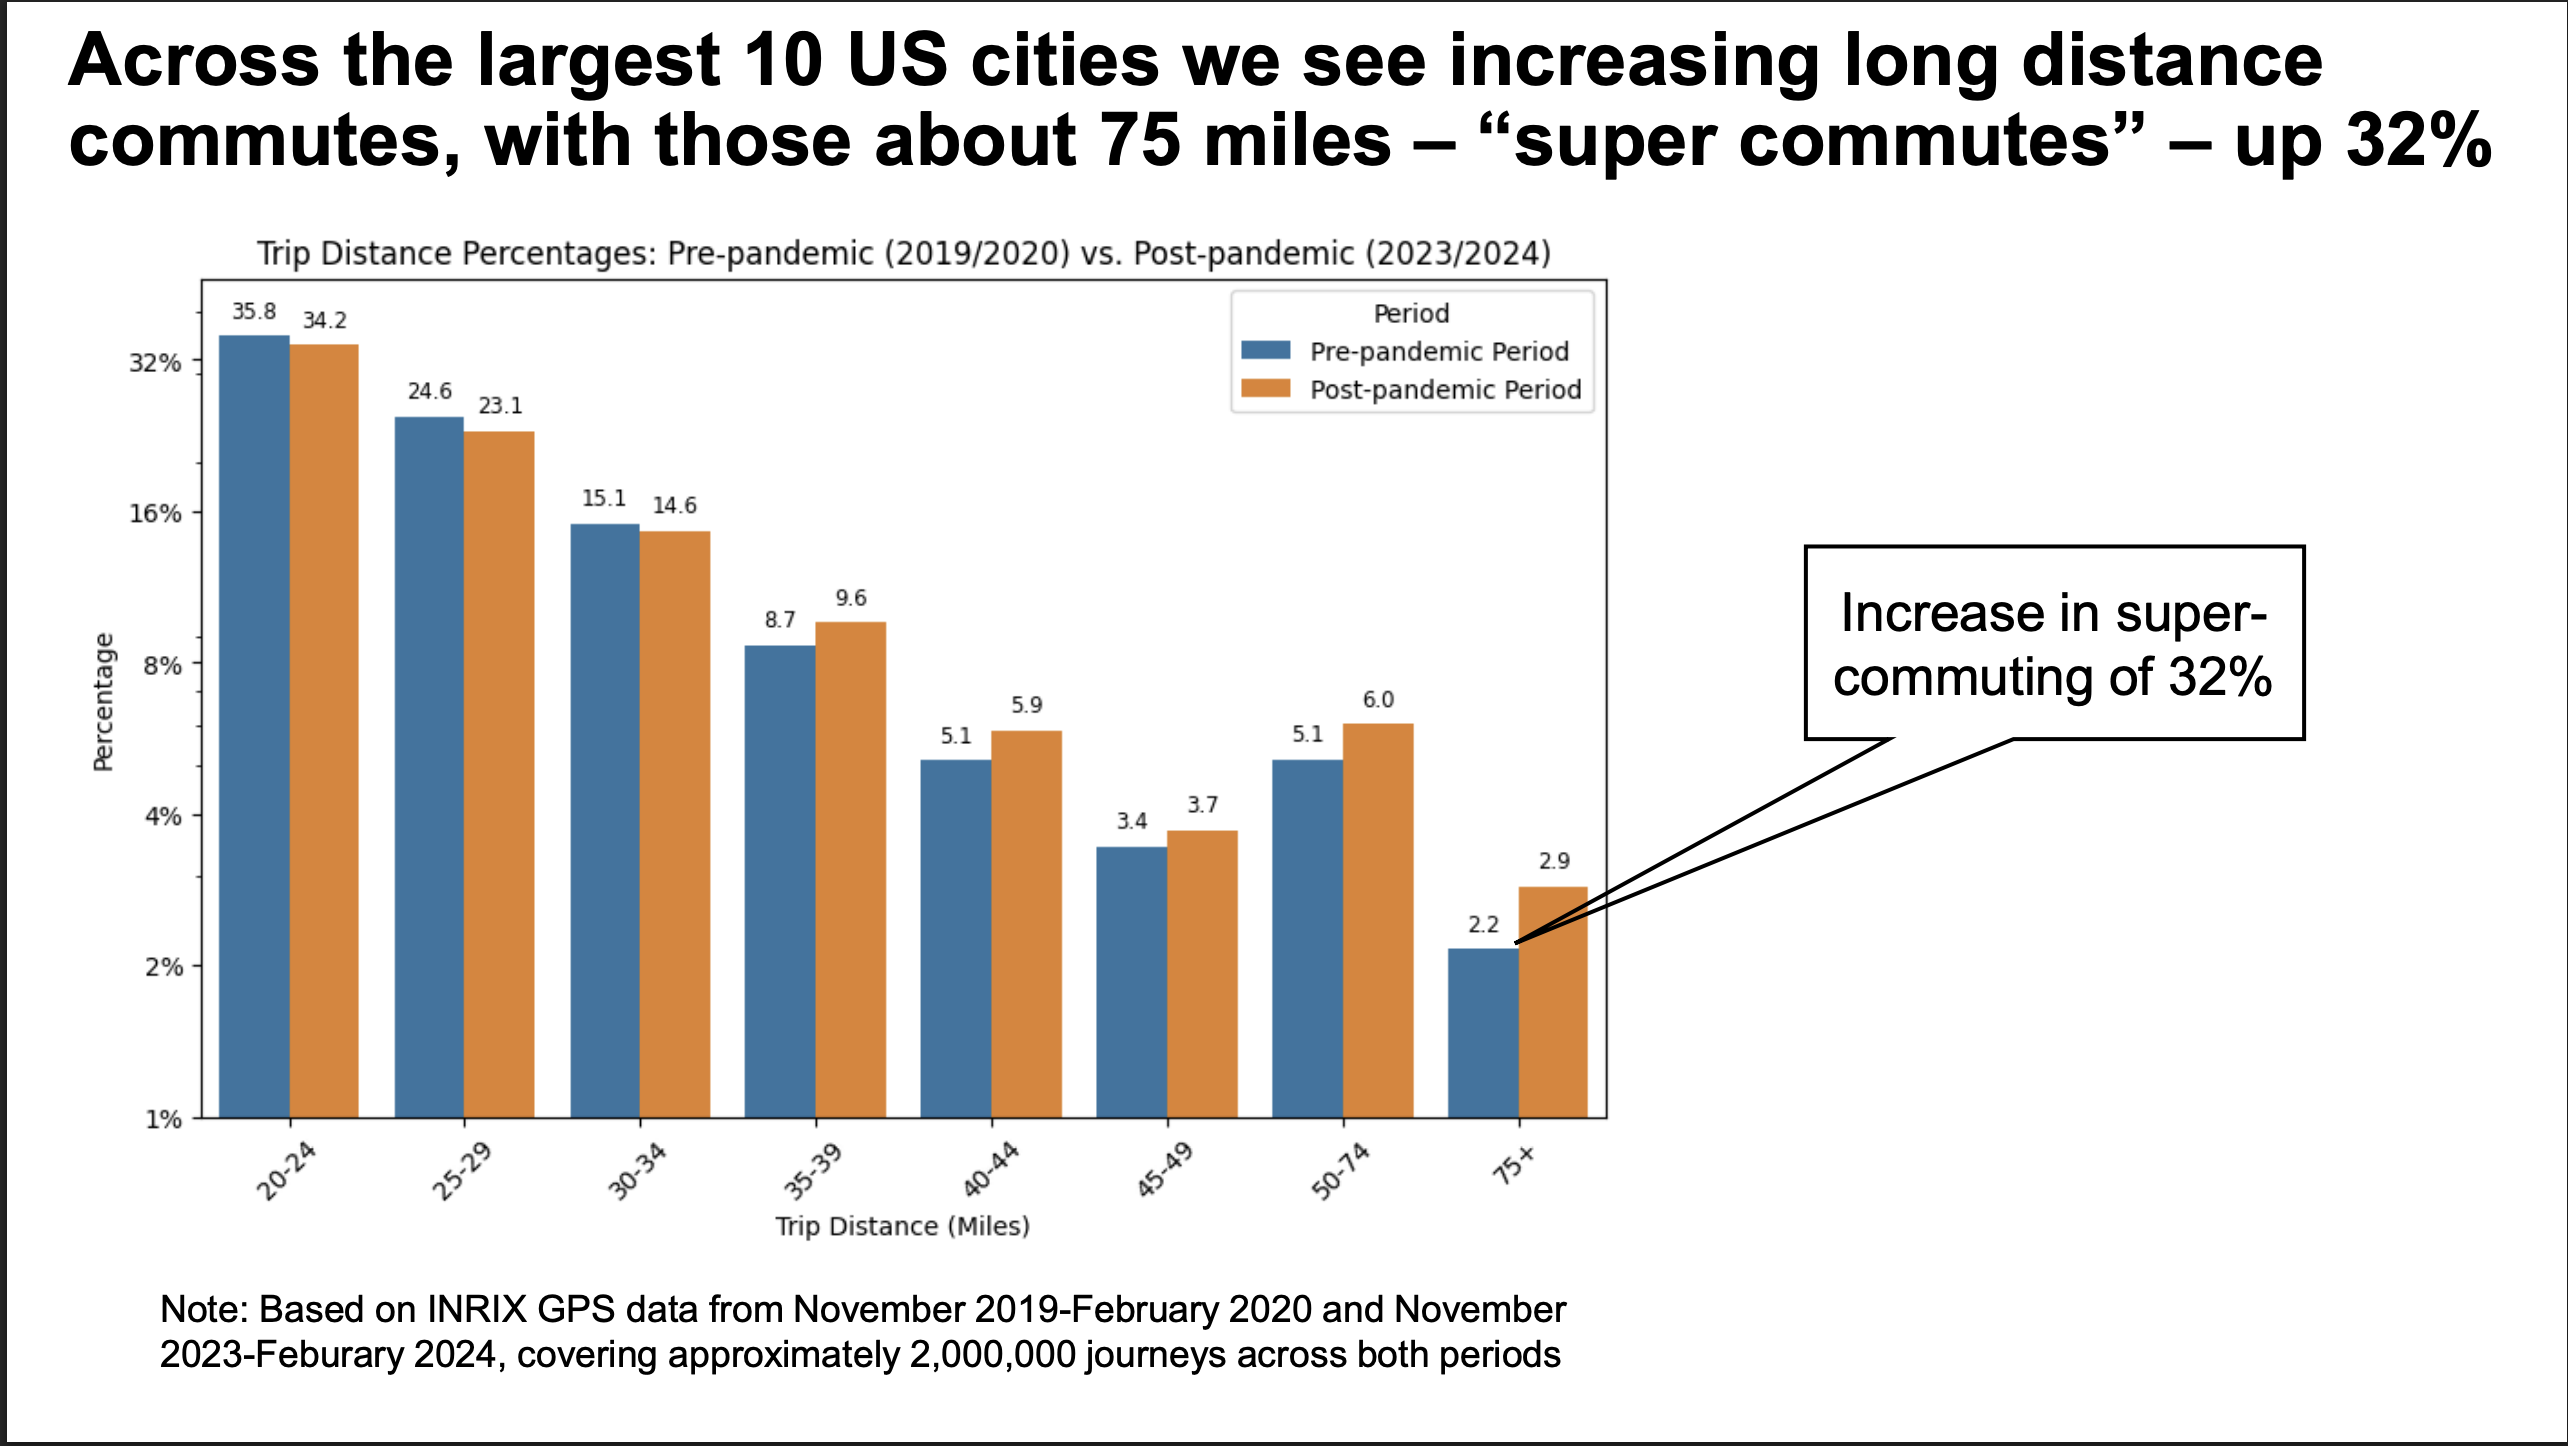 Across the largest 10 US cities we see increasing long distance
commutes, with those about 75 miles – “super commutes” – up 32%
Trip Distance Percentages: Pre-pandemic (2019/2020) vs. Post-pandemic (2023/2024)
Period
Pre-pandemic Period
Post-pandemic Period
Percentage
32%
16%
8%
4%
2%
1%
35.8
34.2
24.6
23.1
15.1
14.6
8.7
9.6
5.1
5.9
3.4
3.7
5.1
6.0
2.2
2.9
20-24
25-29
30-34
35-39
40-44
45-49
50-74
75+
Trip Distance (Miles)
Increase in super-
commuting of 32%
Note: Based on INRIX GPS data from November 2019-February 2020 and November
2023-Feburary 2024, covering approximately 2,000,000 journeys across both periods